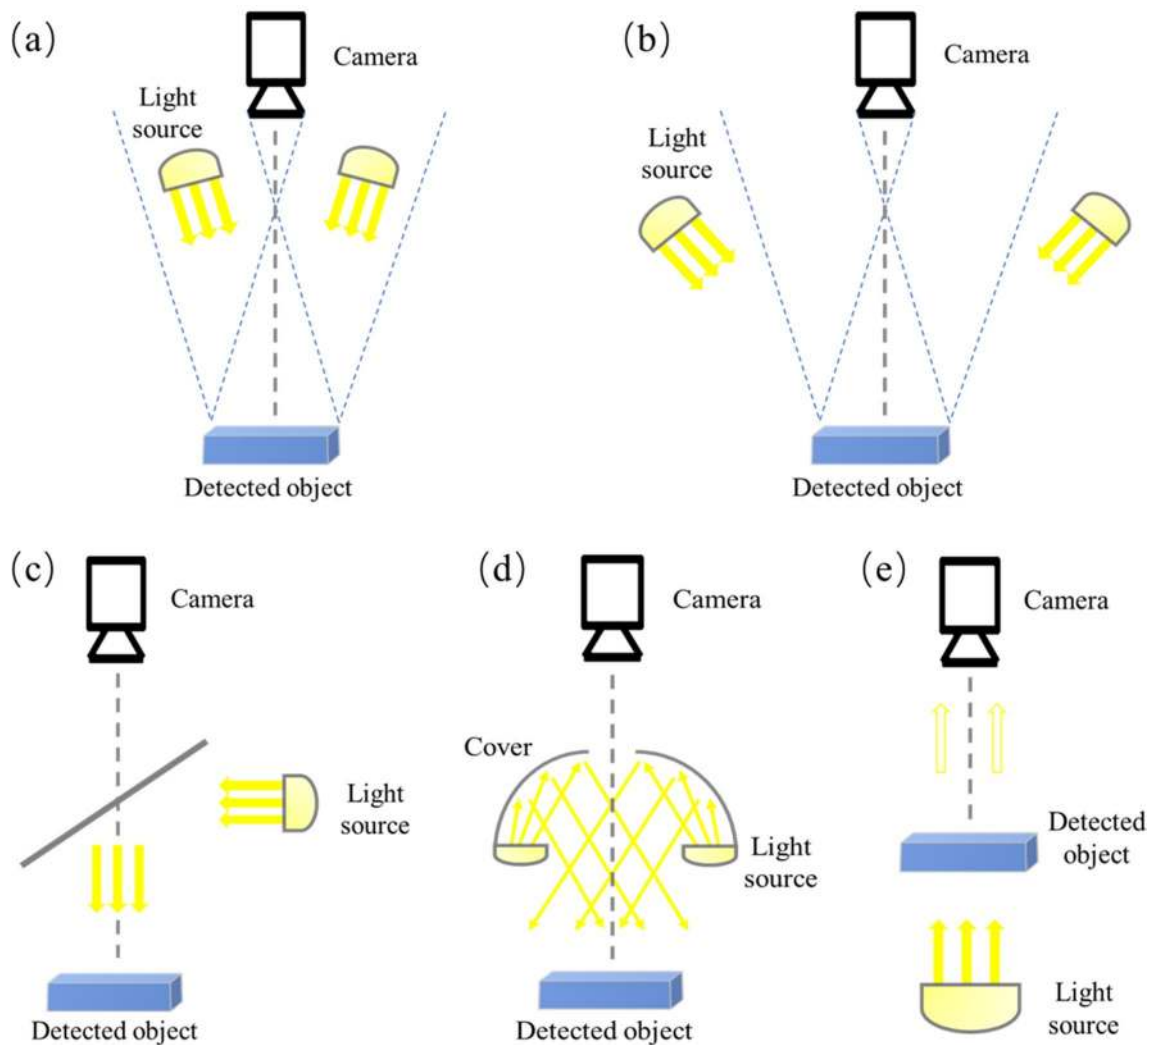 (a)
Camera
Light
source
Detected object
(b)
Camera
Light
source
Detected object
(c)
Camera
Light
source
Detected object
(d)
Camera
Cover
Light
source
Detected object
(e)
Camera
Detected
object
Light
source